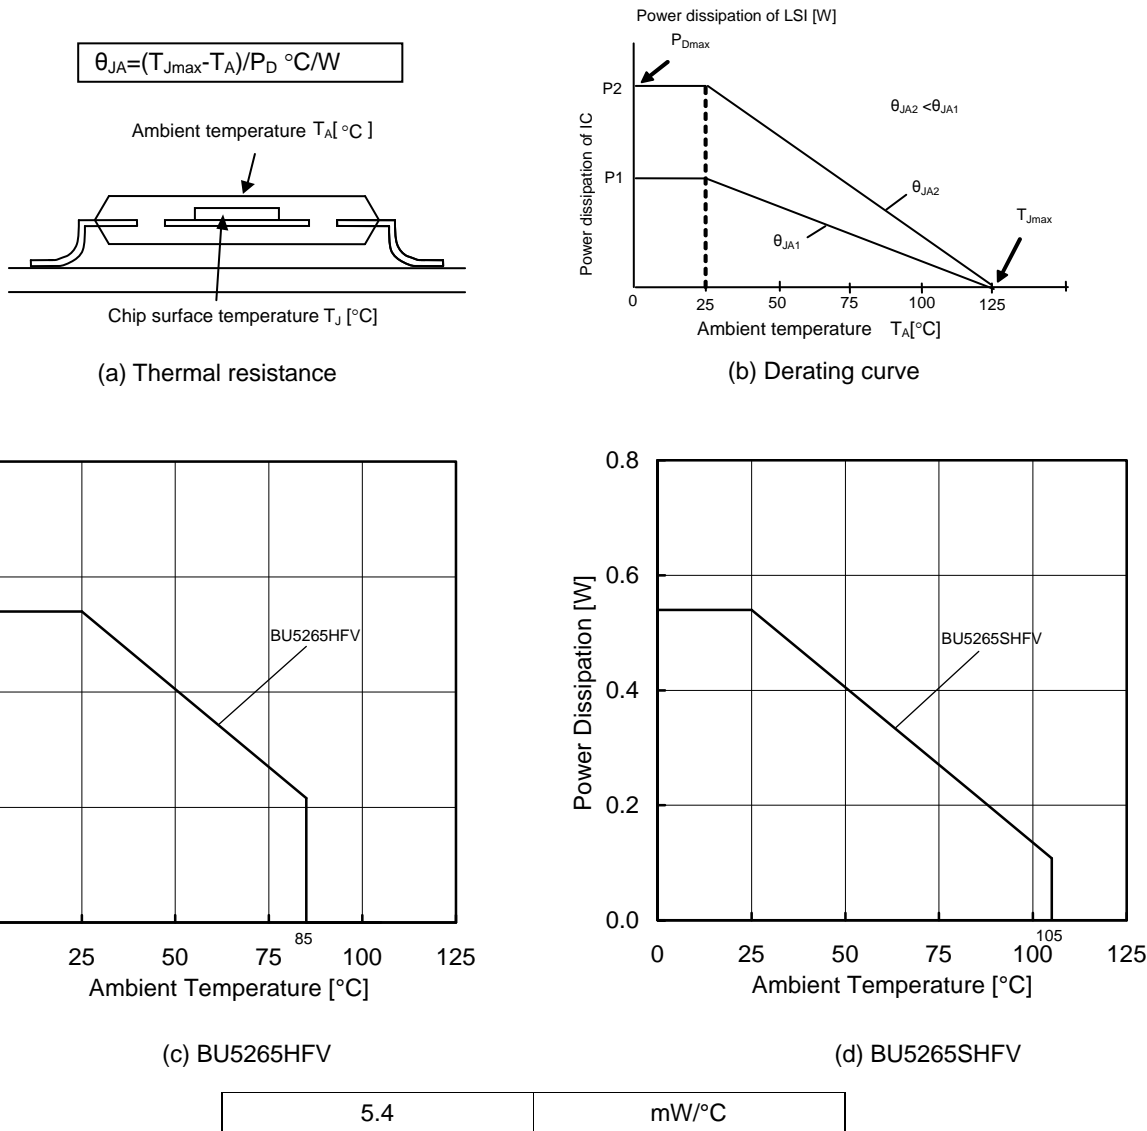 θJA=(TJmax-TA)/PD °C/W
Ambient temperature TA[ °C ]
Chip surface temperature TJ [°C]
(a) Thermal resistance
Power dissipation of LSI [W]
PDmax
P2
P1
Power dissipation of IC
θJA2 <θJA1
θJA2
θJA1
TJmax
0 25 50 75 100 125
Ambient temperature TA[°C]
(b) Derating curve
BU5265HFV
85
25 50 75 100 125
Ambient Temperature [°C]
(c) BU5265HFV
0.8
0.6
0.4
0.2
0.0
Power Dissipation [W]
BU5265SHFV
105
0 25 50 75 100 125
Ambient Temperature [°C]
(d) BU5265SHFV
5.4 mW/°C